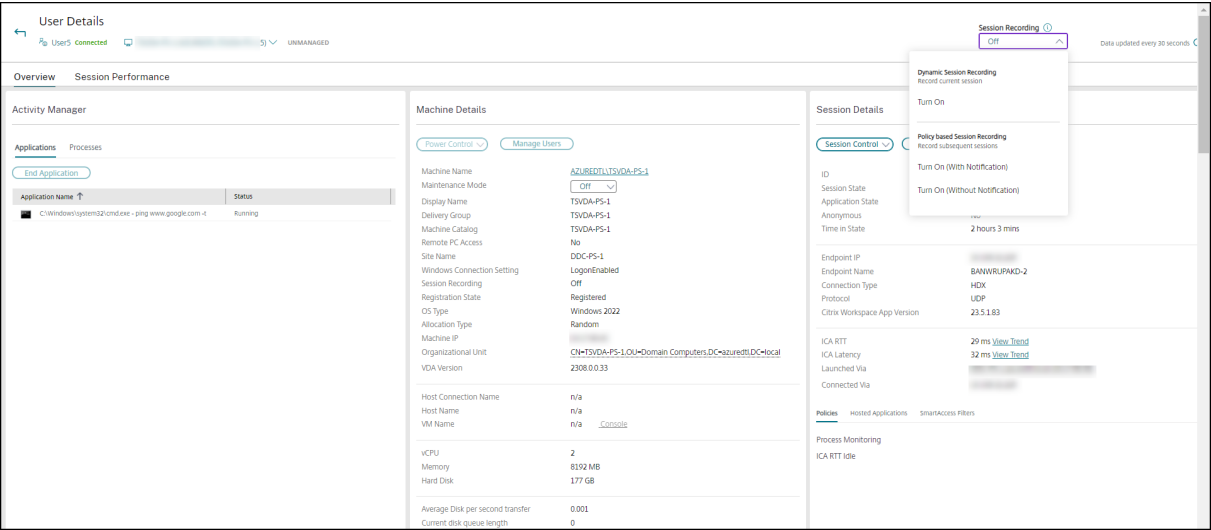 User Details
Session Recording
User5 Connected
5)
UNMANAGED
Off
Data updated every 30 seconds
Overview
Session Performance
Dynamic Session Recording
Record current session
Turn On
Policy based Session Recording
Record subsequent sessions
Turn On (With Notification)
Turn On (Without Notification)
Activity Manager
Applications
Processes
End Application
Application Name
Status
C:\Windows\system32\cmd.exe - ping www.google.com -t
Running
Machine Details
Power Control
Manage Users
Machine Name AZUREDTL\TSVDA-PS-1
Maintenance Mode Off
Display Name TSVDA-PS-1
Delivery Group TSVDA-PS-1
Machine Catalog TSVDA-PS-1
Remote PC Access No
Site Name DDC-PS-1
Windows Connection Setting LogonEnabled
Session Recording Off
Registration State Registered
OS Type Windows 2022
Allocation Type Random
Machine IP
Organizational Unit CN=TSVDA-PS-1,OU=Domain Computers,DC=azuredtl,DC=local
VDA Version 2308.0.0.33
Host Connection Name n/a
Host Name n/a
VM Name n/a Console
vCPU 2
Memory 8192 MB
Hard Disk 177 GB
Average Disk per second transfer 0.001
Current disk queue length 0
Session Details
Session Control
ID
Session State
Application State
Anonymous No
Time in State 2 hours 3 mins
Endpoint IP
Endpoint Name BANWRUPAKD-2
Connection Type HDX
Protocol UDP
Citrix Workspace App Version 23.5.1.83
ICA RTT 29 ms View Trend
ICA Latency 32 ms View Trend
Launched Via
Connected Via
Policies
Hosted Applications
SmartAccess Filters
Process Monitoring
ICA RTT Idle